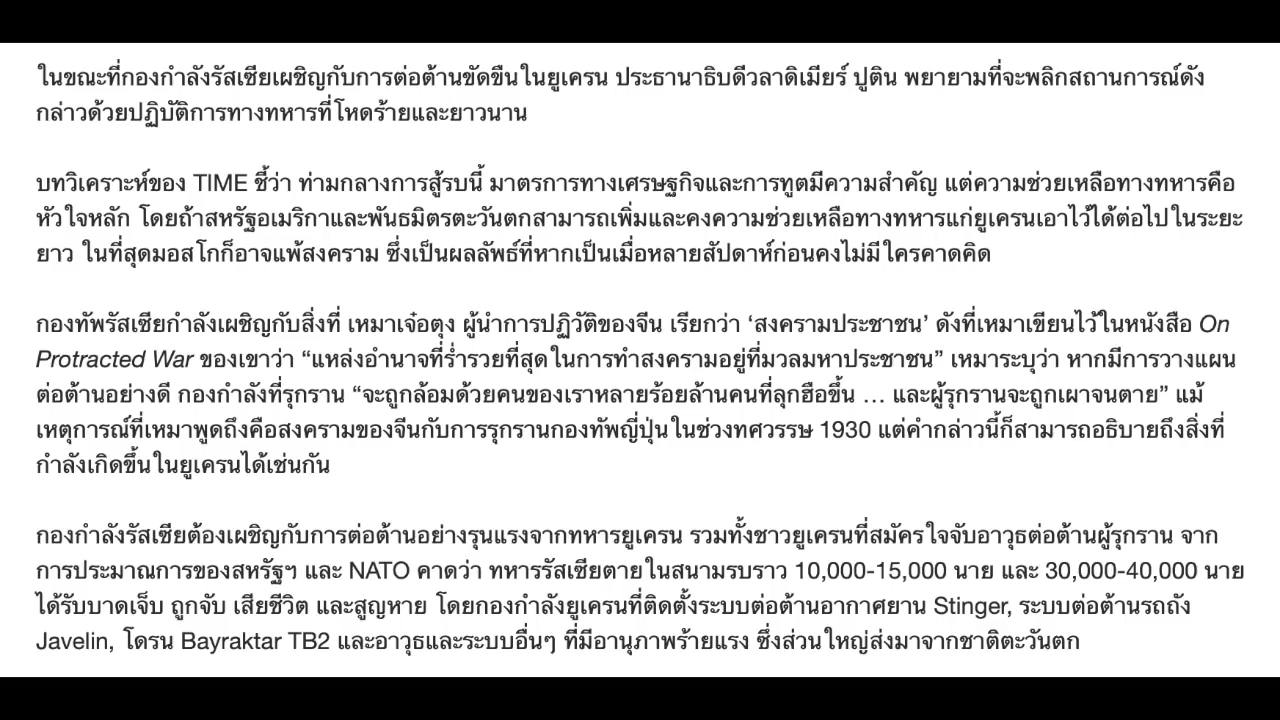 ในขณะที่กองกำลังรัสเซียเผชิญกับการต่อต้านขัดขืนในยูเครน ประธานาธิบดีวลาดิเมียร์ ปูติน พยายามที่จะพลิกสถานการณ์ดัง
กล่าวด้วยปฏิบัติการทางทหารที่โหดร้ายและยาวนาน
บทวิเคราะห์ของ TIME ชี้ว่า ท่ามกลางการสู้รบนี้ มาตรการทางเศรษฐกิจและการทูตมีความสำคัญ แต่ความช่วยเหลือทางทหารคือ
หัวใจหลัก โดยถ้าสหรัฐอเมริกาและพันธมิตรตะวันตกสามารถเพิ่มและคงความช่วยเหลือทางทหารแก่ยูเครนเอาไว้ได้ต่อไปในระยะ
ยาว ในที่สุดมอสโกก็อาจแพ้สงคราม ซึ่งเป็นผลลัพธ์ที่หากเป็นเมื่อหลายสัปดาห์ก่อนคงไม่มีใครคาดคิด
กองทัพรัสเซียกำลังเผชิญกับสิ่งที่ เหมาเจ๋อตุง ผู้นำการปฏิวัติของจีน เรียกว่า ‘สงครามประชาชน’ ดังที่เหมาเขียนไว้ในหนังสือ On
Protracted War ของเขาว่า “แหล่งอำนาจที่ร่ำรวยที่สุดในการทำสงครามอยู่ที่มวลมหาประชาชน” เหมาระบุว่า หากมีการวางแผน
ต่อต้านอย่างดี กองกำลังที่รุกราน “จะถูกล้อมด้วยคนของเราหลายร้อยล้านคนที่ลุกฮือขึ้น … และผู้รุกรานจะถูกเผาจนตาย” แม้
เหตุการณ์ที่เหมาพูดถึงคือสงครามของจีนกับการรุกรานกองทัพญี่ปุ่นในช่วงทศวรรษ 1930 แต่คำกล่าวนี้ก็สามารถอธิบายถึงสิ่งที่
กำลังเกิดขึ้นในยูเครนได้เช่นกัน
กองกำลังรัสเซียต้องเผชิญกับการต่อต้านอย่างรุนแรงจากทหารยูเครน รวมทั้งชาวยูเครนที่สมัครใจจับอาวุธต่อต้านผู้รุกราน จาก
การประมาณการของสหรัฐฯ และ NATO คาดว่า ทหารรัสเซียตายในสนามรบราว 10,000-15,000 นาย และ 30,000-40,000 นาย
ได้รับบาดเจ็บ ถูกจับ เสียชีวิต และสูญหาย โดยกองกำลังยูเครนที่ติดตั้งระบบต่อต้านอากาศยาน Stinger, ระบบต่อต้านรถถัง
Javelin, โดรน Bayraktar TB2 และอาวุธและระบบอื่นๆ ที่มีอานุภาพร้ายแรง ซึ่งส่วนใหญ่ส่งมาจากชาติตะวันตก